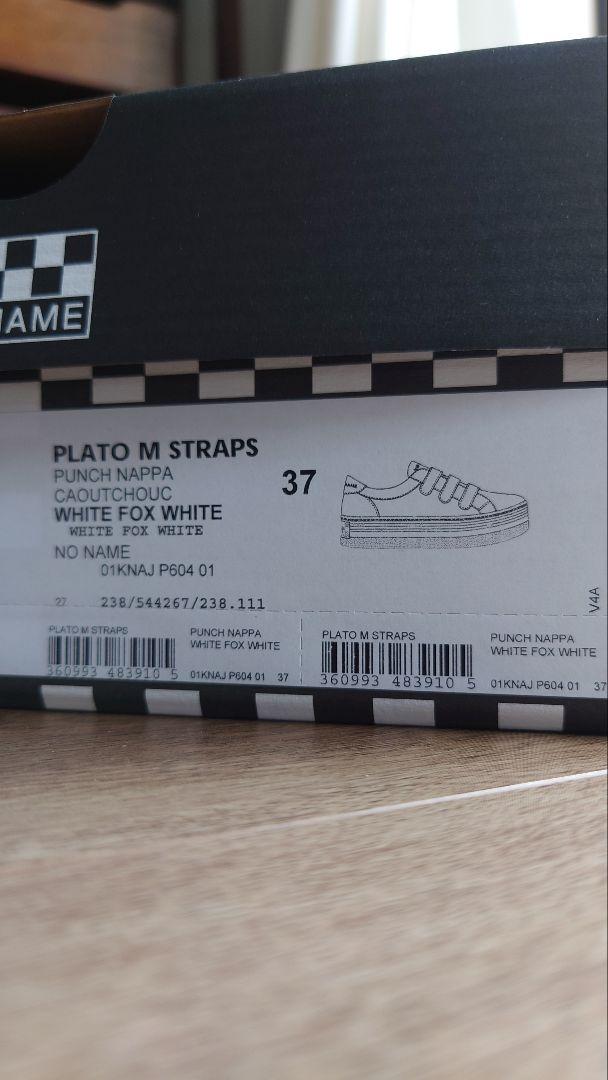 NAME
PLATO M STRAPS
PUNCH NAPPA
CAOUTCHOUC
WHITE FOX WHITE
WHITE FOX WHITE
NO NAME
01KNAJ P604 01
37
27 238/544267/238.111
V4A
PLATO M STRAPS
360993 483910 5
PUNCH NAPPA
WHITE FOX WHITE
01KNAJ P604 01 37
PLATO M STRAPS
360993 483910 5
PUNCH NAPPA
WHITE FOX WHITE
01KNAJ P604 01 37